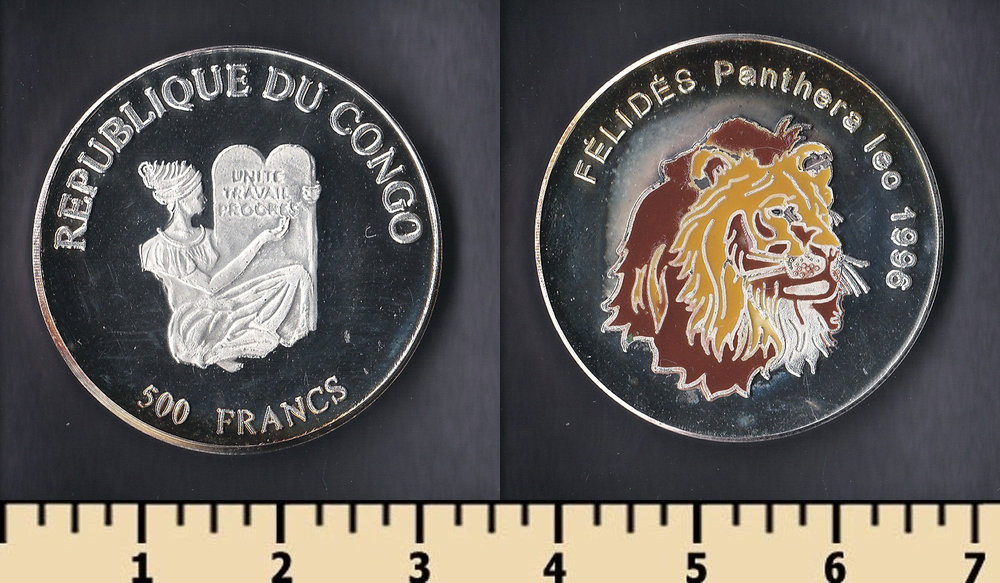 REPUBLIQUE DU CONGO
UNITE
TRAVAIL
PROGRES
500 FRANCS
FÉLIDÉS Panthera leo 1996
1 2 3 4 5 6 7